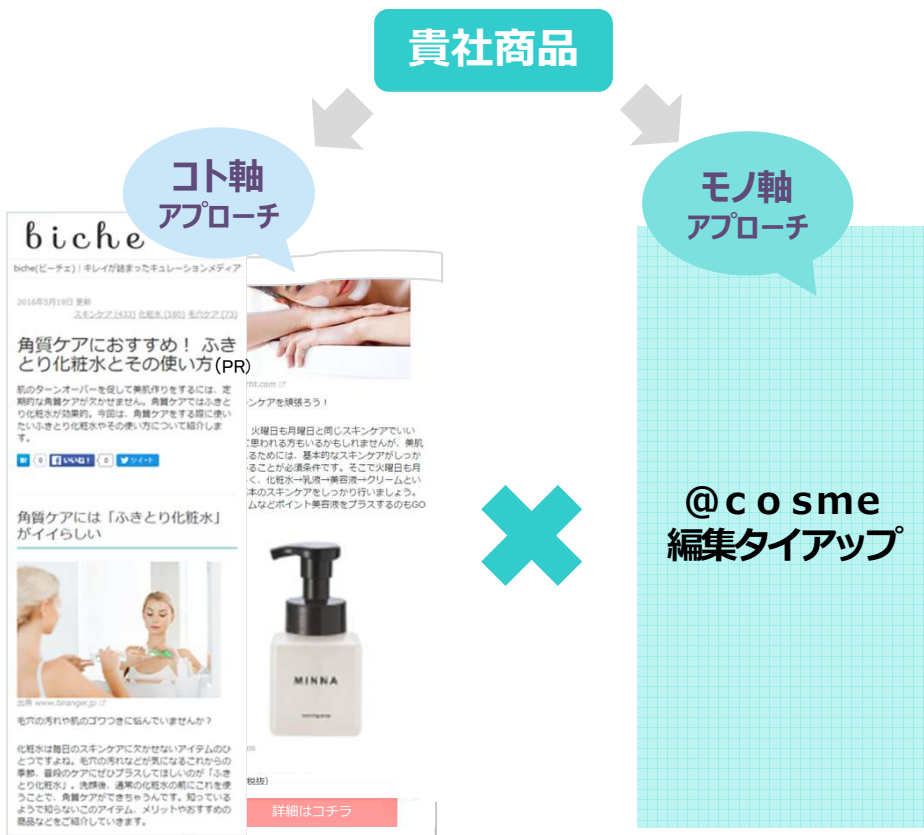 貴社商品
コト軸
アプローチ
モノ軸
アプローチ
biche
biche(ビーチェ)｜キレイが詰まったキュレーションメディア
2016年5月19日 更新
スキンケア (433) 化粧水 (180) 毛穴ケア (73)
角質ケアにおすすめ！ ふき
とり化粧水とその使い方(PR)
肌のターンオーバーを促して美肌作りをするには、定
期的な角質ケアが欠かせません。角質ケアではふきと
り化粧水が効果的。今回は、角質ケアをする際に使い
たいふきとり化粧水やその使い方について紹介しま
す。
B! 0 いいね！ 0 ツイート
角質ケアには「ふきとり化粧水」
がイイらしい
出典 www.biranger.jp
毛穴の汚れや肌のゴワつきに悩んでいませんか？
化粧水は毎日のスキンケアに欠かせないアイテムのひ
とつですよね。毛穴の汚れなどが気になるこれからの
季節、普段のケアにぜひプラスしてほしいのが「ふき
とり化粧水」。洗顔後、通常の化粧水の前にこれを使
うことで、角質ケアができちゃうんです。知っている
ようで知らないこのアイテム、メリットやおすすめの
商品などをご紹介していきます。
tit.com
ンケアを頑張ろう！
火曜日も月曜日と同じスキンケアでいい
と思われる方もいるかもしれませんが、美肌
るためには、基本的なスキンケアがしっか
ることが必須条件です。そこで火曜日も月
く、化粧水→乳液→美容液→クリームとい
本のスキンケアをしっかり行いましょう。
ムなどポイント美容液をプラスするのもGO
MINNA
os
税抜)
詳細はコチラ
@cosme
編集タイアップ